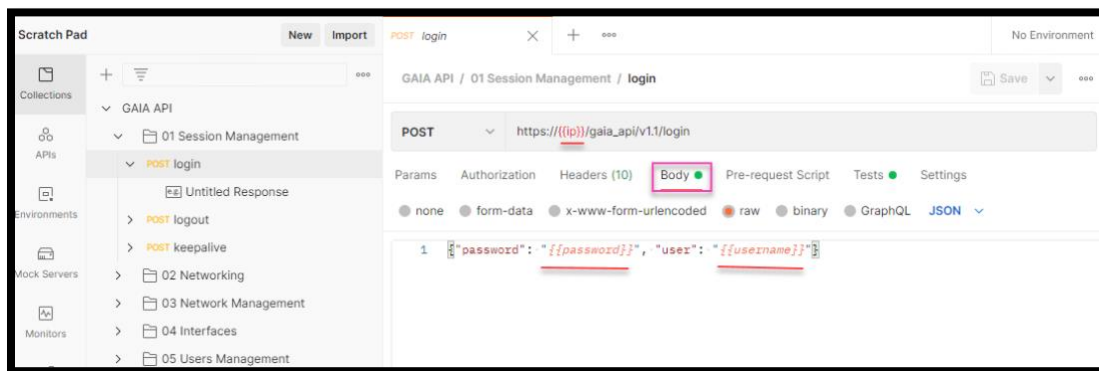 Scratch Pad
New
Import
POST login
No Environment
Collections
APIs
Environments
Mock Servers
Monitors
GAIA API
01 Session Management
POST login
e.g. Untitled Response
POST logout
POST keepalive
02 Networking
03 Network Management
04 Interfaces
05 Users Management
GAIA API / 01 Session Management / login
Save
POST
https://{{ip}}/gaia_api/v1.1/login
Params Authorization Headers (10) Body Pre-request Script Tests Settings
none form-data x-www-form-urlencoded raw binary GraphQL JSON
1 {"password": "{{password}}", "user": "{{username}}"}